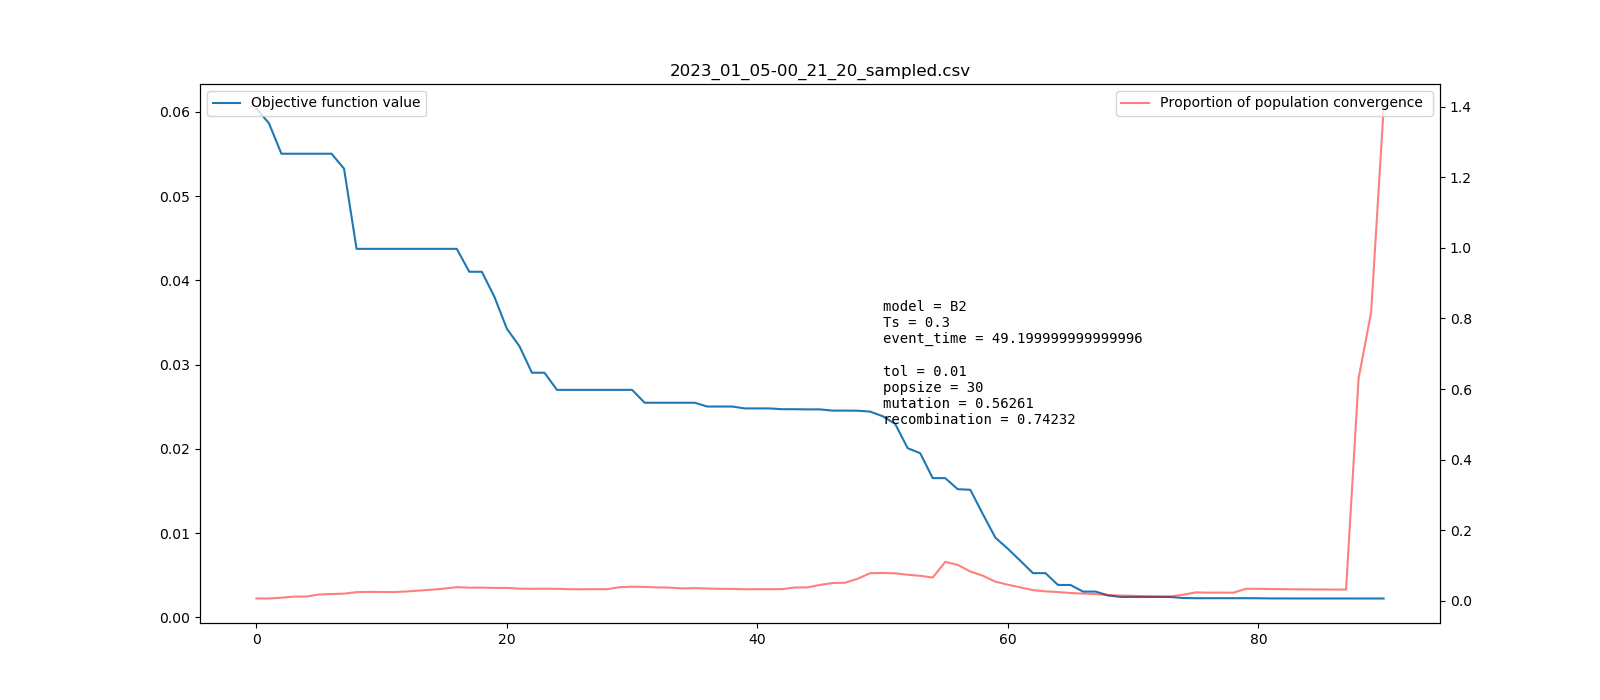 2023_01_05-00_21_20_sampled.csv
Objective function value
Proportion of population convergence
0.06
0.05
0.04
0.03
0.02
0.01
0.00
1.4
1.2
1.0
0.8
0.6
0.4
0.2
0.0
model = B2
Ts = 0.3
event_time = 49.199999999999996
tol = 0.01
popsize = 30
mutation = 0.56261
recombination = 0.74232
0
20
40
60
80